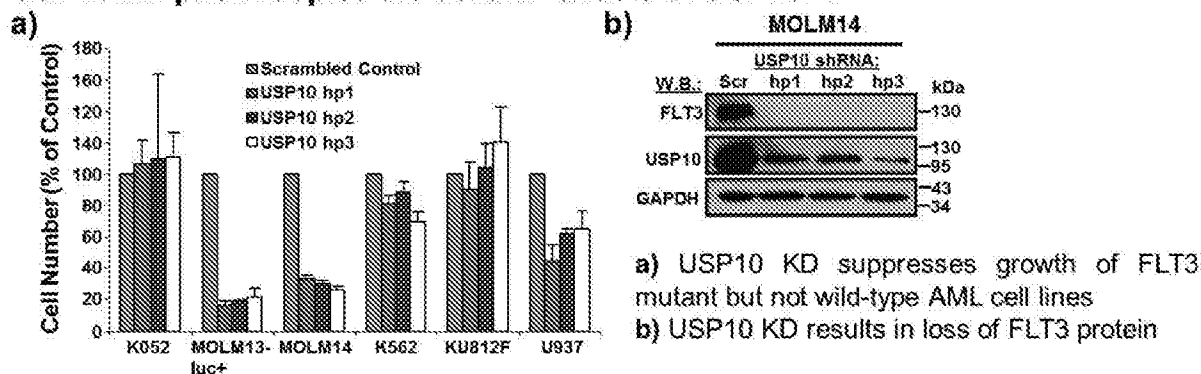 a)
Cell Number (% of Control)
180
160
120
140
100
80
60
40
20
0
Scrambled Control
USP10 hp1
USP10 hp2
USP10 hp3
K052
MOLM13-
luc+
MOLM14
K562
KU812F
U937
b)
MOLM14
USP10 shRNA:
W.B.: Scr hp1 hp2 hp3 kDa
FLT3 130
USP10 130
95
GAPDH 43
34
a) USP10 KD suppresses growth of FLT3
mutant but not wild-type AML cell lines
b) USP10 KD results in loss of FLT3 protein